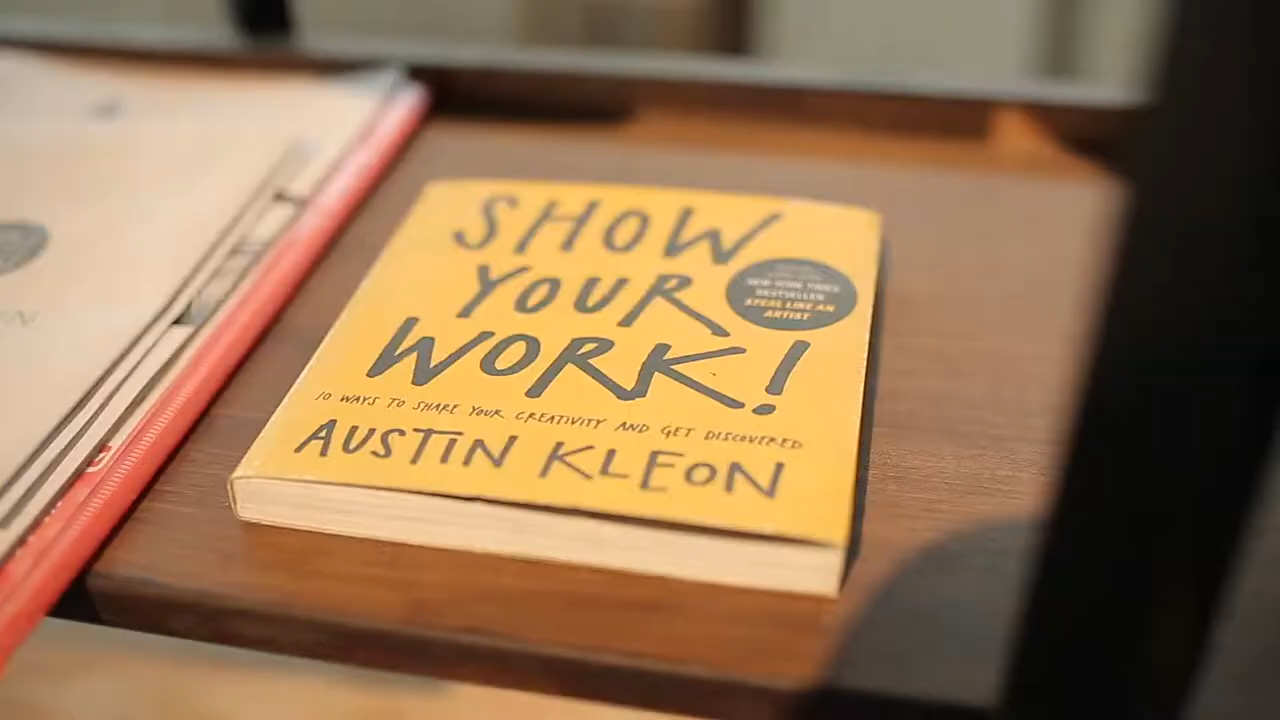 SHOW
YOUR
WORK!
NEW YORK TIMES
BESTSELLER
STEAL LIKE AN
ARTIST
10 WAYS TO SHARE YOUR CREATIVITY AND GET DISCOVERED
AUSTIN KLEON